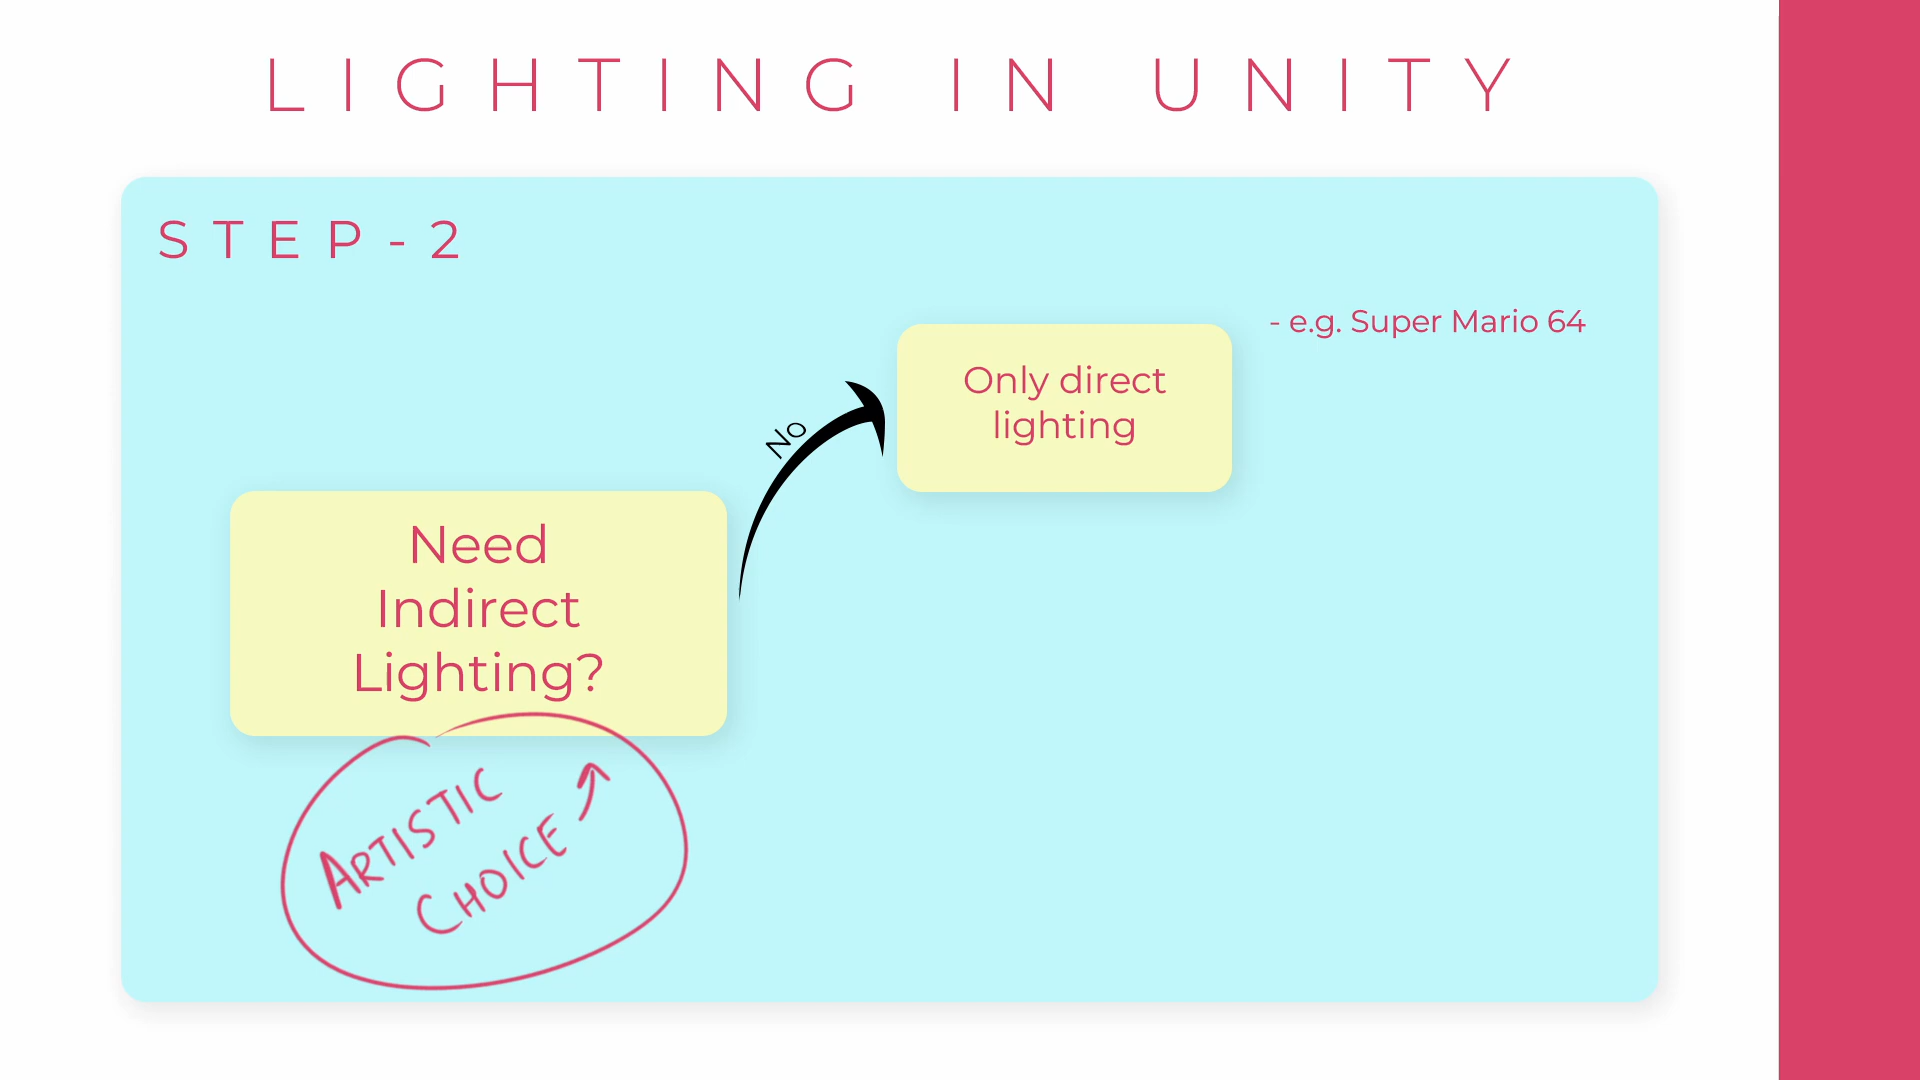 LIGHTING IN UNITY
STEP-2
- e.g. Super Mario 64
Only direct
lighting
No
Need
Indirect
Lighting?
ARTISTIC
CHOICE